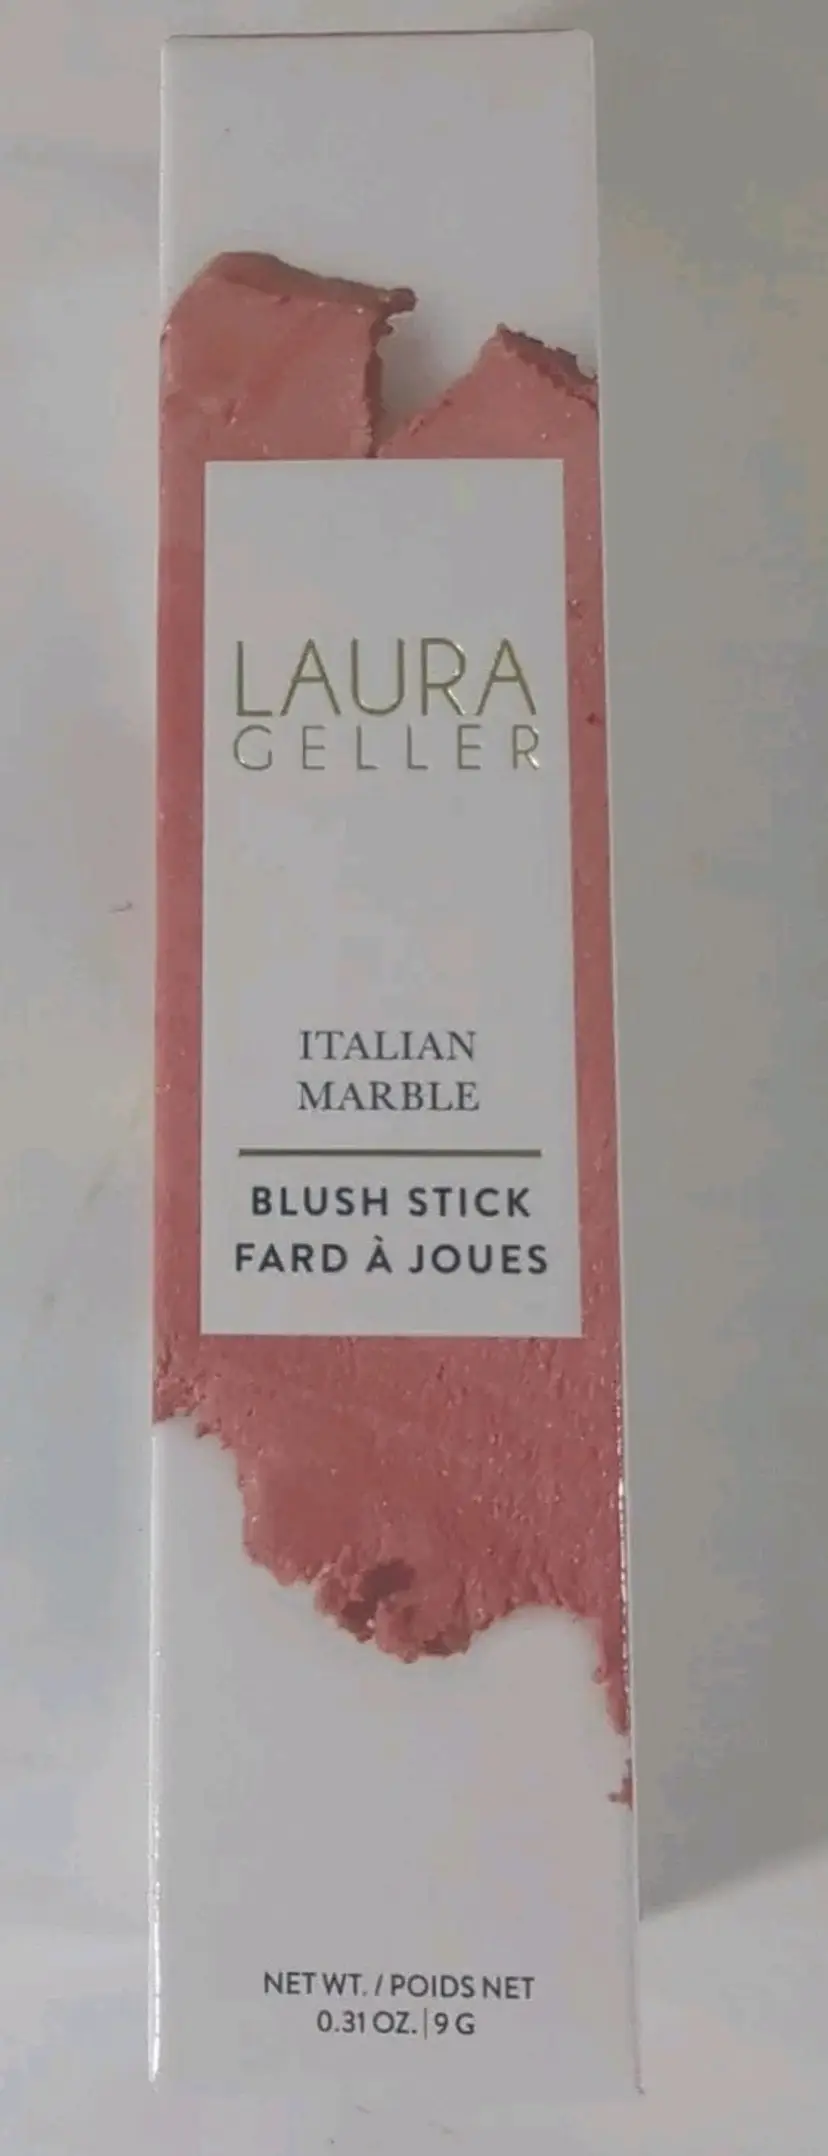 LAURA
GELLER
ITALIAN
MARBLE
BLUSH STICK
FARD À JOUES
NET WT. / POIDS NET
0.31 OZ. | 9 G